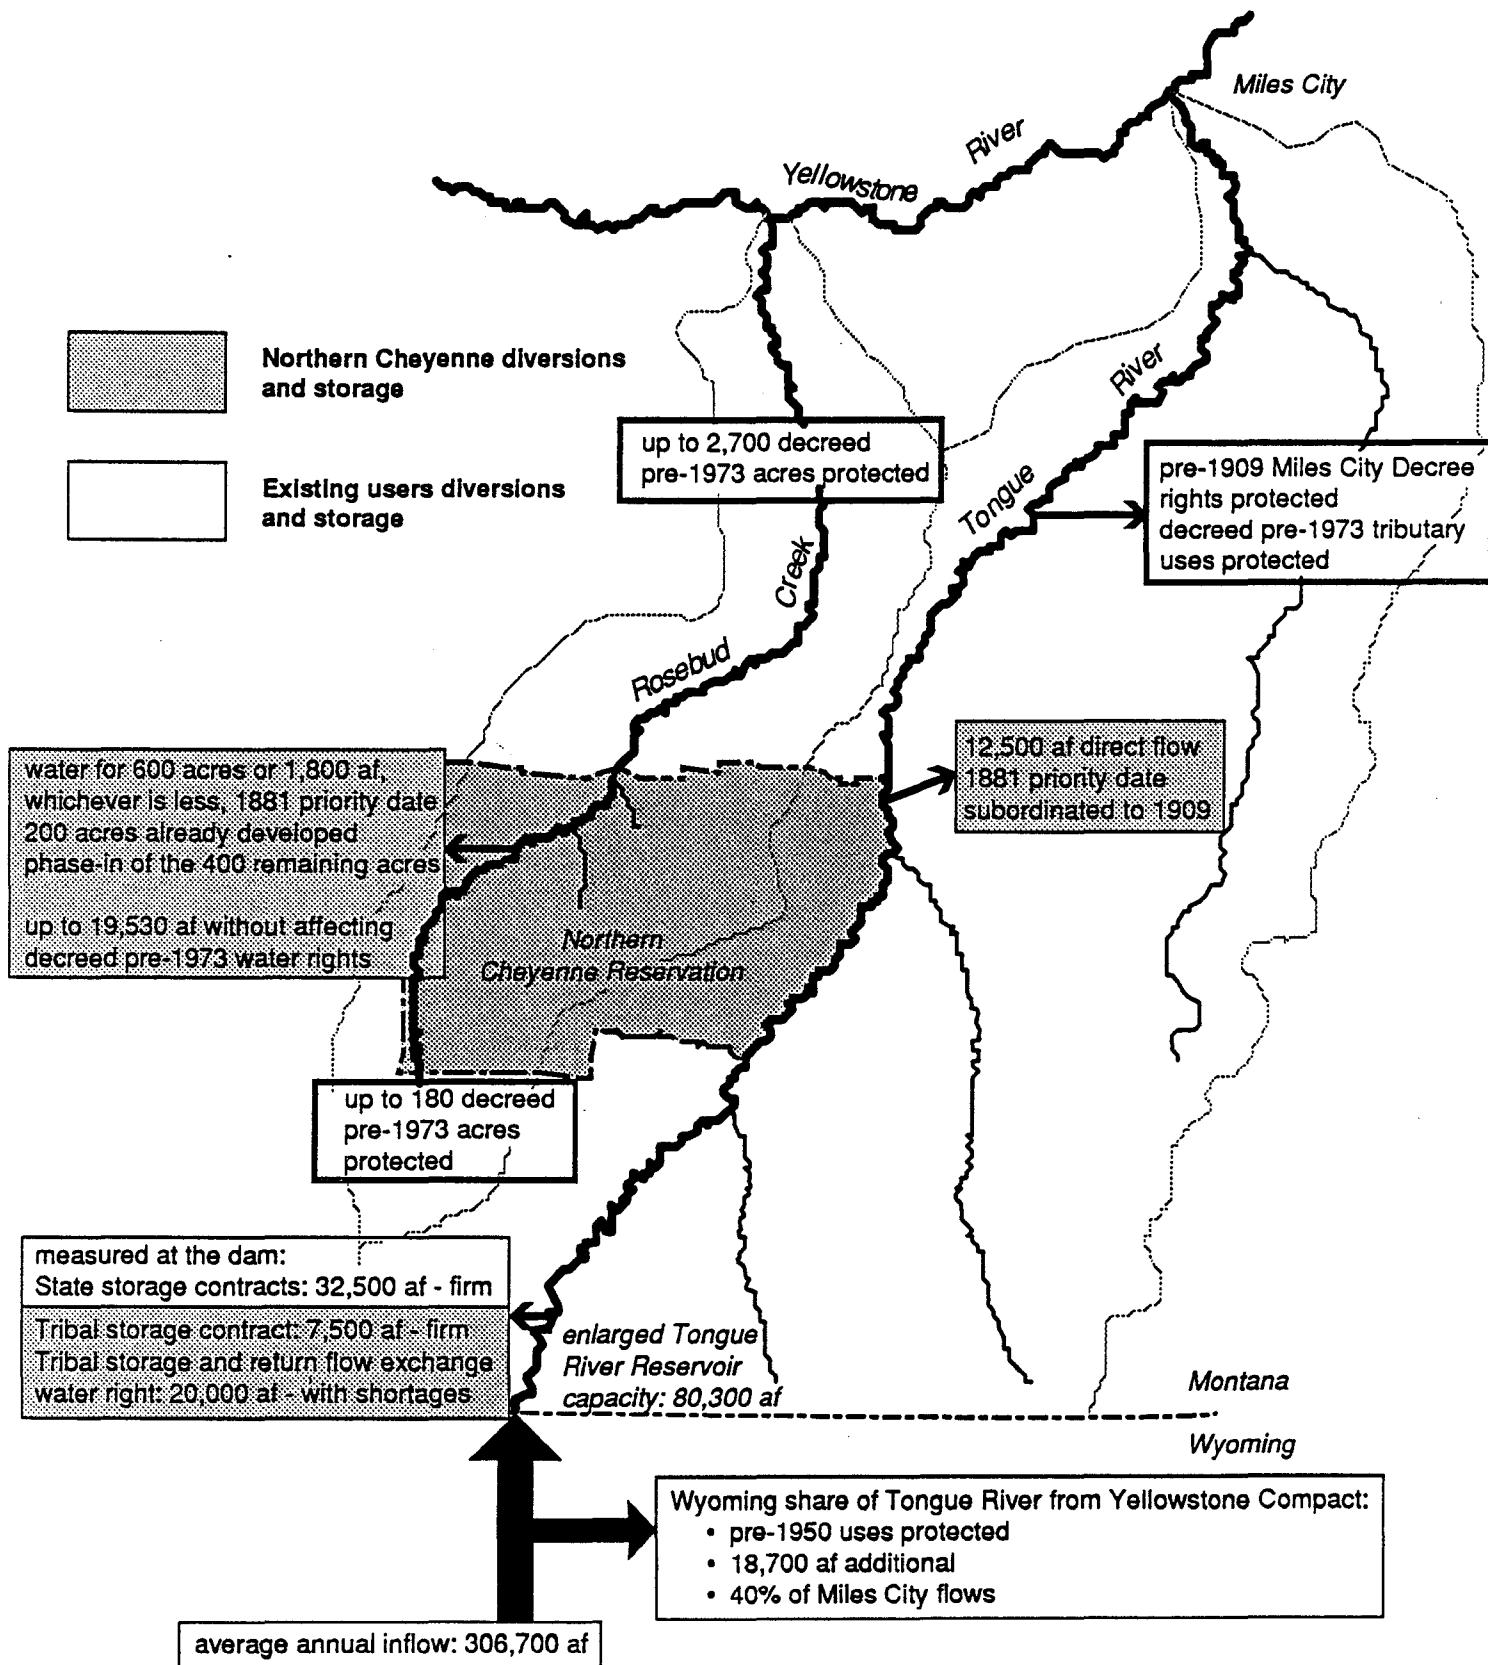 Miles City
Yellowstone
River
Northern Cheyenne diversions
and storage
Existing users diversions
and storage
River
Tongue
up to 2,700 decreed
pre-1973 acres protected
pre-1909 Miles City Decree
rights protected
decreed pre-1973 tributary
uses protected
Creek
Rosebud
water for 600 acres or 1,800 af,
whichever is less, 1881 priority date
200 acres already developed
phase-in of the 400 remaining acres
up to 19,530 af without affecting
decreed pre-1973 water rights
12,500 af direct flow
1881 priority date
subordinated to 1909
Northern
Cheyenne Reservation
up to 180 decreed
pre-1973 acres
protected
measured at the dam:
State storage contracts: 32,500 af - firm
Tribal storage contract: 7,500 af - firm
Tribal storage and return flow exchange
water right: 20,000 af - with shortages
enlarged Tongue
River Reservoir
capacity: 80,300 af
Montana
Wyoming
Wyoming share of Tongue River from Yellowstone Compact:
• pre-1950 uses protected
• 18,700 af additional
• 40% of Miles City flows
average annual inflow: 306,700 af